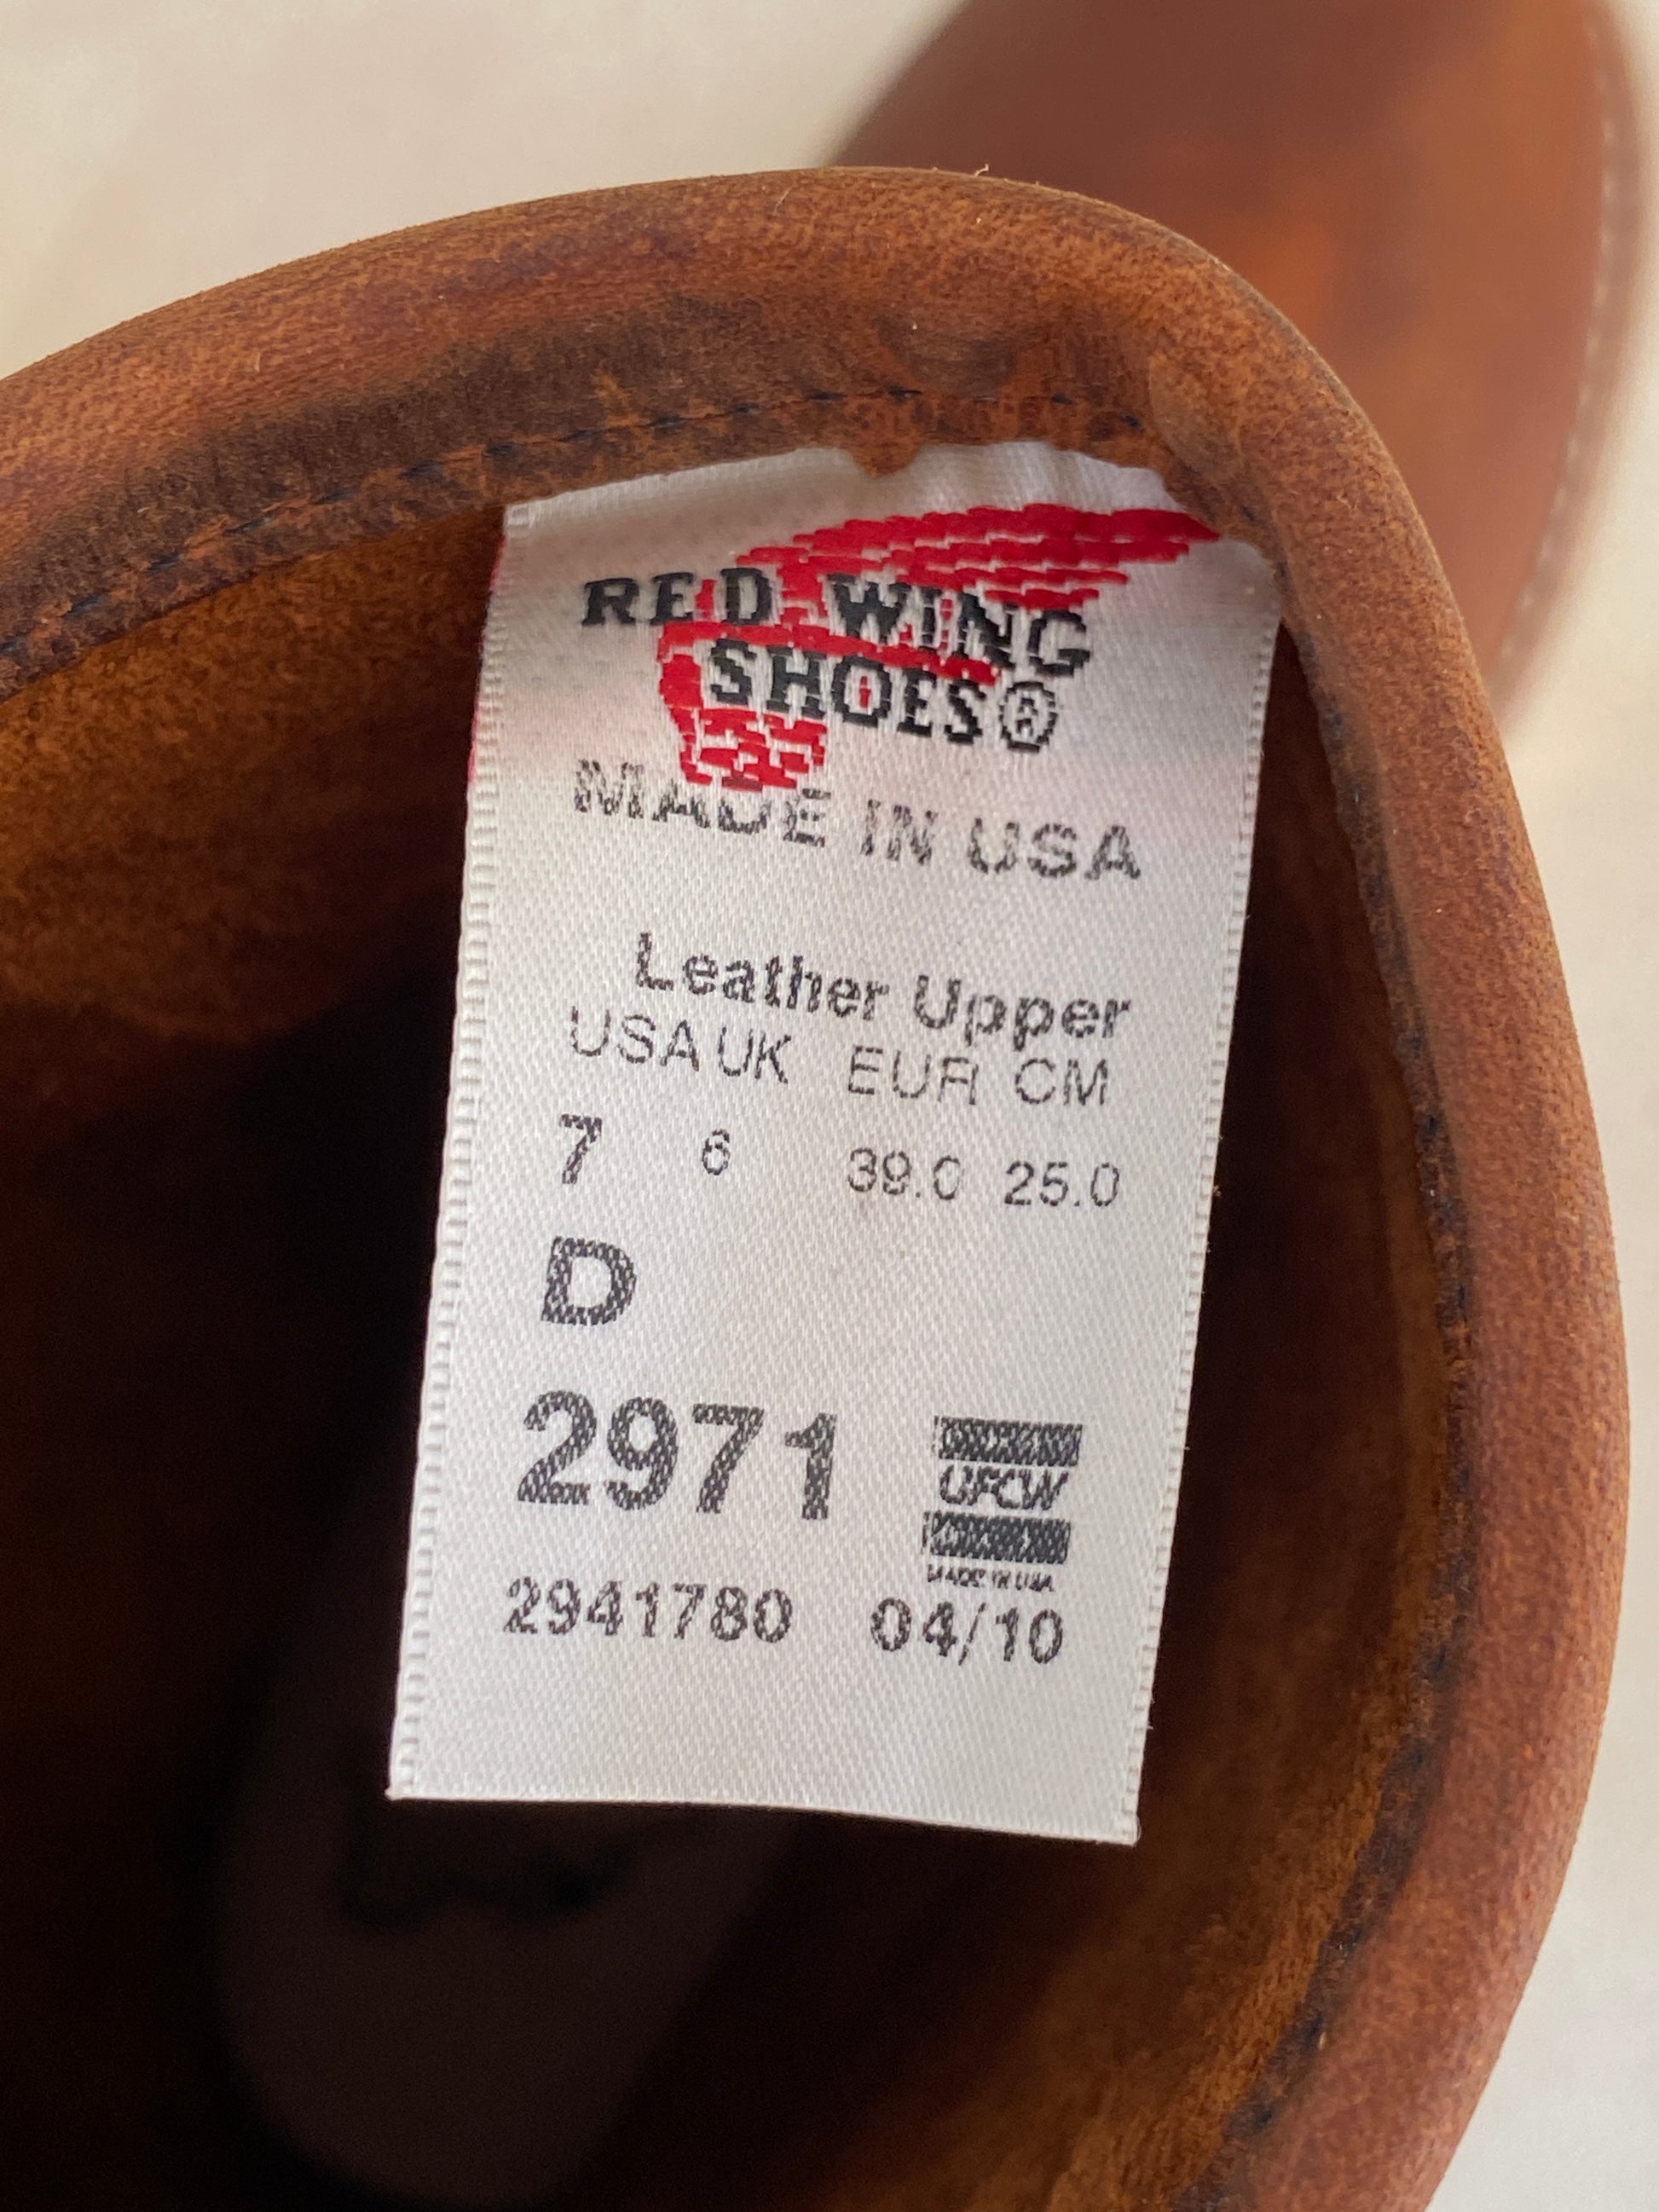 RED WING
SHOES®
MADE IN USA
Leather Upper
USA UK EUR CM
7 6 39.0 25.0
D
2971
UFCW
MADE IN USA
2941780 04/10